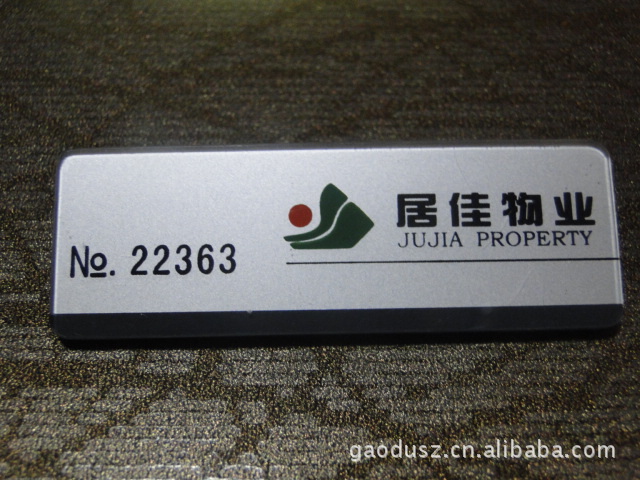 居佳物业
JUJIA PROPERTY
No. 22363
gaodusz.cn.alibaba.com